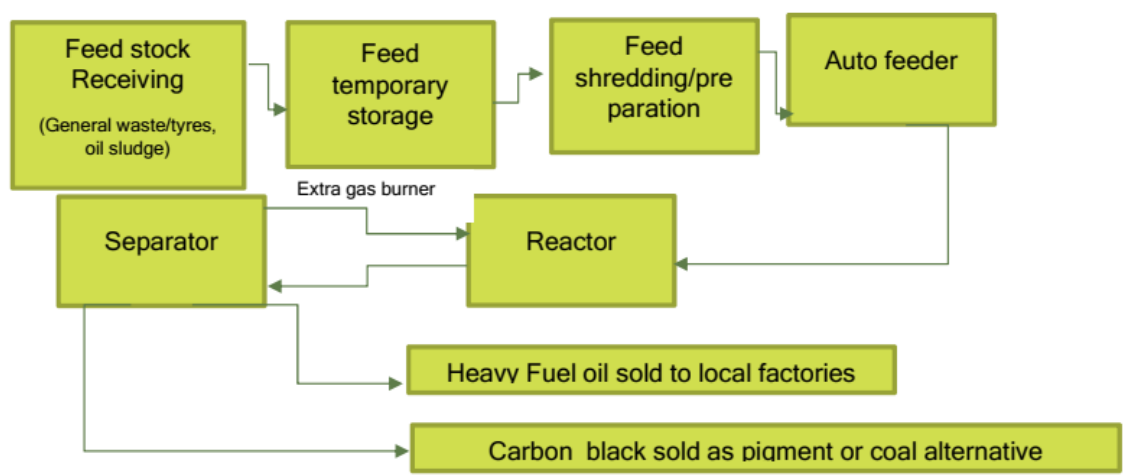 Feed stock
Receiving
(General waste/tyres,
oil sludge)
Feed
temporary
storage
Feed
shredding/pre
paration
Auto feeder
Extra gas burner
Separator
Reactor
Heavy Fuel oil sold to local factories
Carbon black sold as pigment or coal alternative